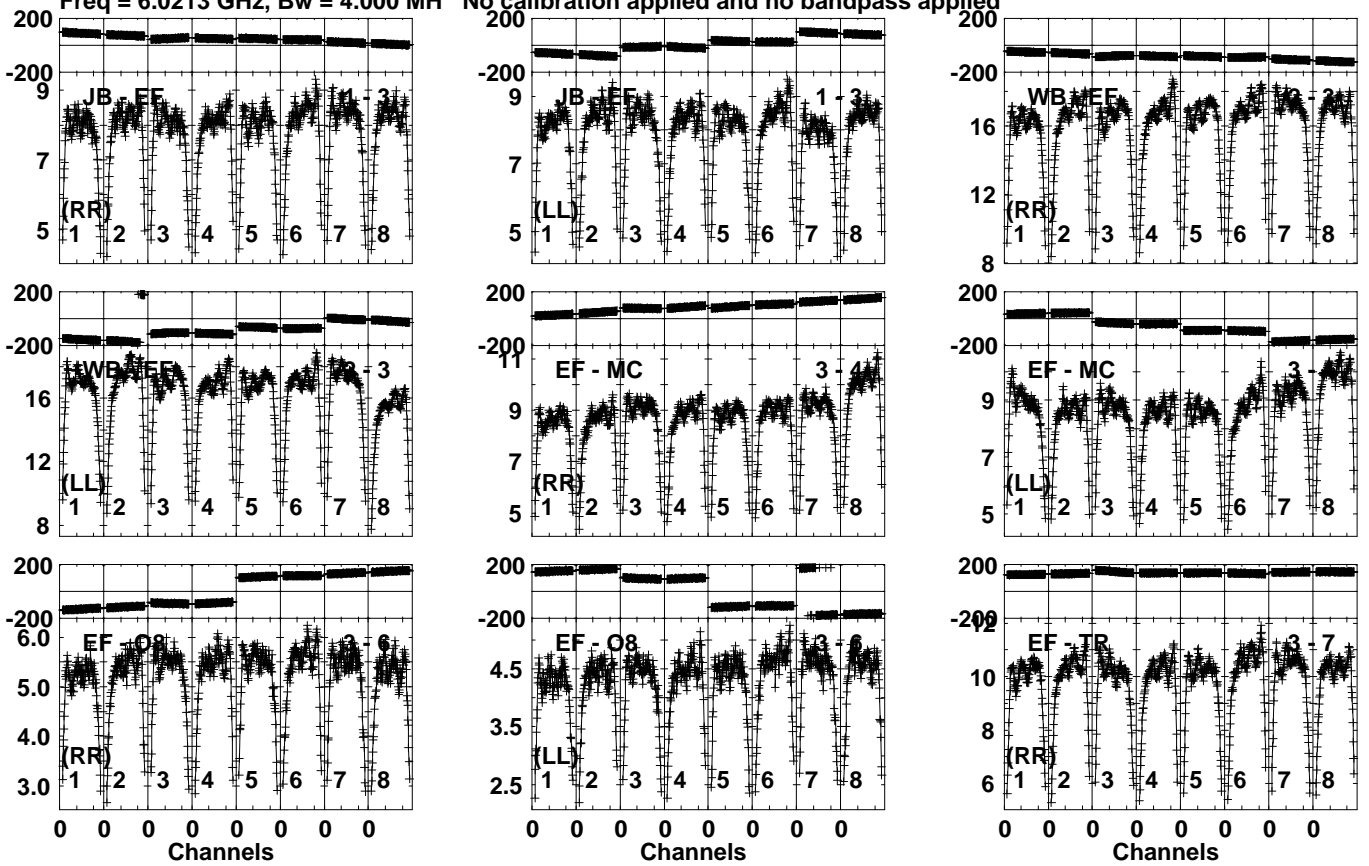 Freq = 6.0213 GHz, Bw = 4.000 MH No calibration applied and no bandpass applied
200 200 200
-200 -200 -200
JB - EF 1 - 3 JB - EF 1 - 3 WB - EF 2 - 3
9 9 16
7 7 12
5 5 8
(RR) (LL) (RR)
1 2 3 4 5 6 7 8 1 2 3 4 5 6 7 8 1 2 3 4 5 6 7 8
200 200 200
-200 -200 -200
WB - EF 2 - 3 EF - MC 3 - 4 EF - MC 3 -
16 11 9
12 9 7
8 7 5
5
(LL) (RR) (LL)
1 2 3 4 5 6 7 8 1 2 3 4 5 6 7 8 1 2 3 4 5 6 7 8
200 200 200
-200 -200 -200
EF - O8 3 - 6 EF - O8 3 - 6 EF - TR 3 - 7
6.0 4.5 12
5.0 3.5 10
4.0 2.5 8
3.0 6
(RR) (LL) (RR)
1 2 3 4 5 6 7 8 1 2 3 4 5 6 7 8 1 2 3 4 5 6 7 8
0 0 0 0 0 0 0 0 0 0 0 0 0 0 0 0 0 0 0 0 0 0 0 0
Channels Channels Channels